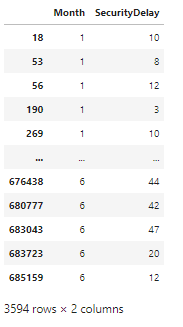 Month SecurityDelay
18 1 10
53 1 8
56 1 12
190 1 3
269 1 10
... ... ...
676438 6 44
680777 6 42
683043 6 47
683723 6 20
685159 6 12
3594 rows × 2 columns